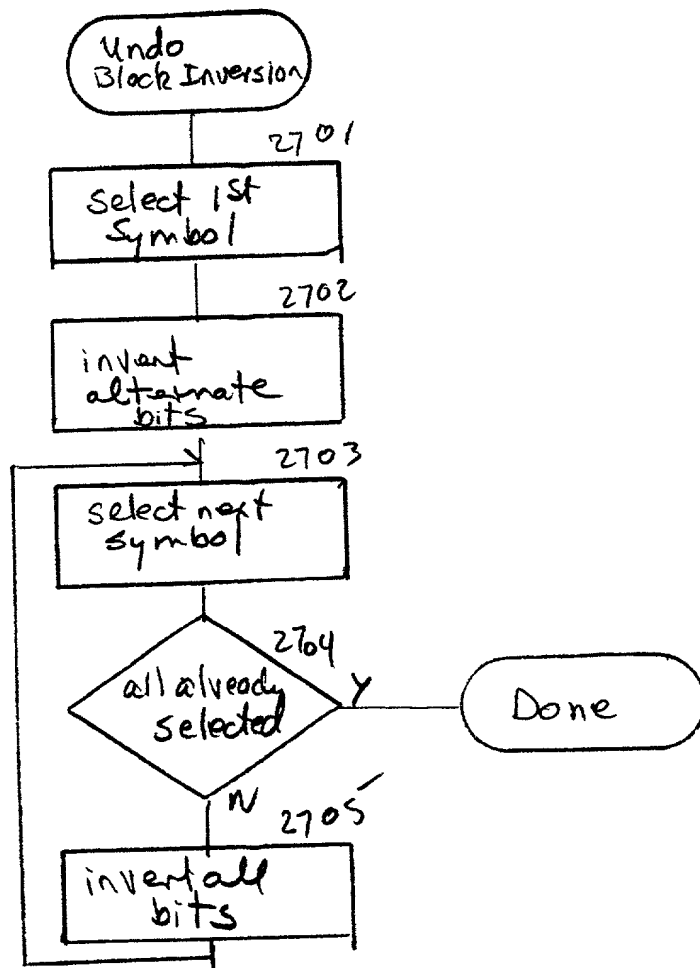 Undo
Block Inversion
2701
select 1st
symbol
2702
invert
alternate
bits
2703
select next
symbol
2704
all already
selected
Y
Done
N
2705
invert all
bits